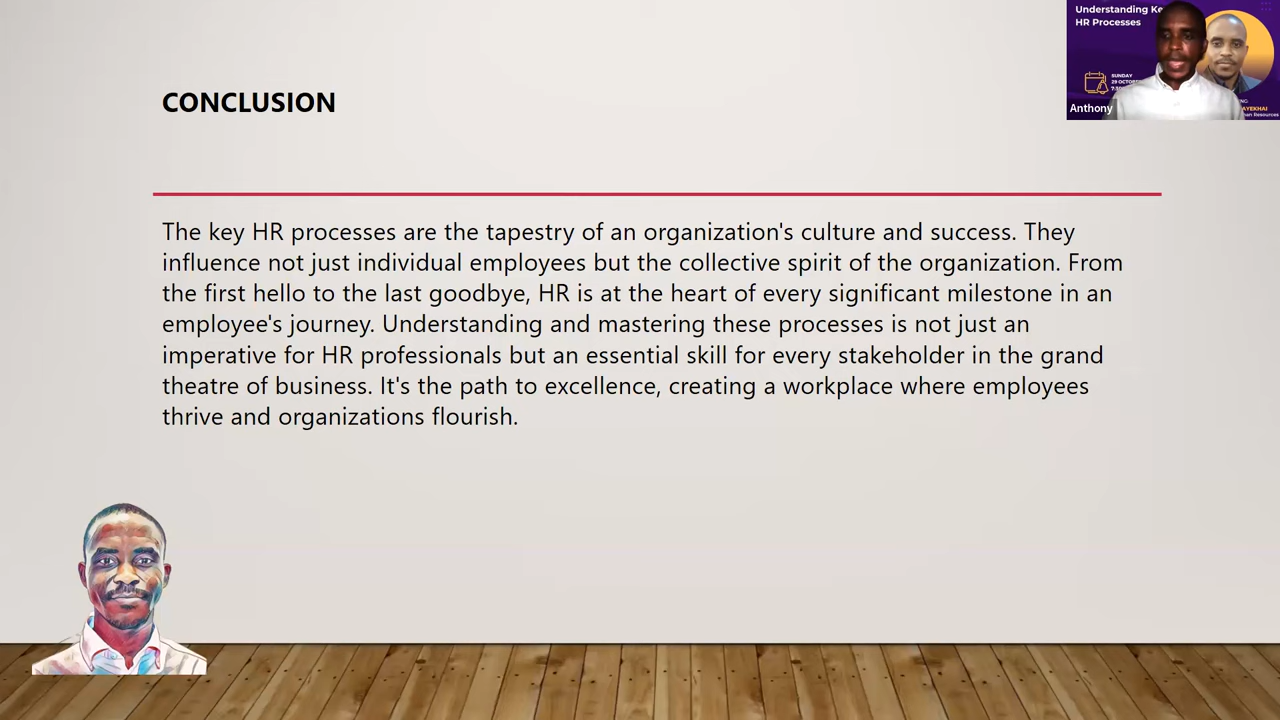 Understanding Ke
HR Processes
SUNDAY
29 OCTOB
Anthony
CONCLUSION
The key HR processes are the tapestry of an organization's culture and success. They
influence not just individual employees but the collective spirit of the organization. From
the first hello to the last goodbye, HR is at the heart of every significant milestone in an
employee's journey. Understanding and mastering these processes is not just an
imperative for HR professionals but an essential skill for every stakeholder in the grand
theatre of business. It's the path to excellence, creating a workplace where employees
thrive and organizations flourish.